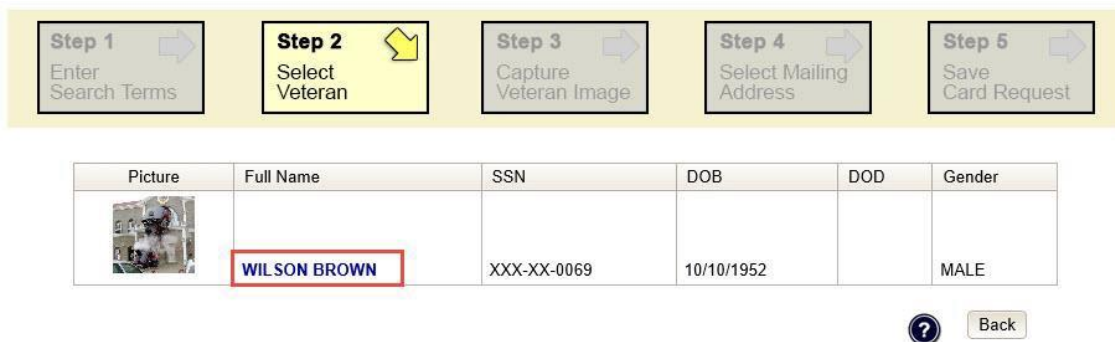 Step 1
Enter
Search Terms
Step 2
Select
Veteran
Step 3
Capture
Veteran Image
Step 4
Select Mailing
Address
Step 5
Save
Card Request
Picture
Full Name
SSN
DOB
DOD
Gender
WILSON BROWN
XXX-XX-0069
10/10/1952
MALE
?
Back